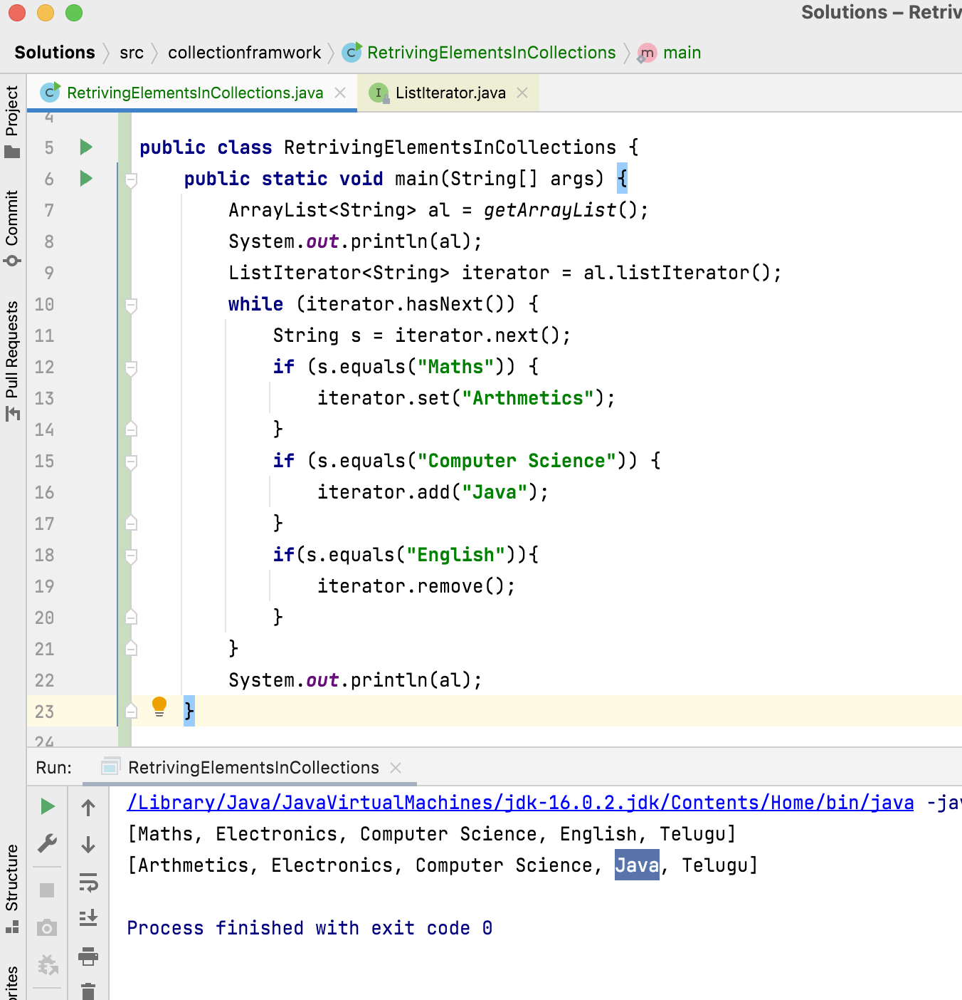 Solutions – Retriv
Solutions src collectionframwork C RetrivingElementsInCollections m main
C RetrivingElementsInCollections.java I ListIterator.java
Project
Commit
Pull Requests
4
5 public class RetrivingElementsInCollections {
6 public static void main(String[] args) {
7 ArrayList<String> al = getArrayList();
8 System.out.println(al);
9 ListIterator<String> iterator = al.listIterator();
10 while (iterator.hasNext()) {
11 String s = iterator.next();
12 if (s.equals("Maths")) {
13 iterator.set("Arthmetics");
14 }
15 if (s.equals("Computer Science")) {
16 iterator.add("Java");
17 }
18 if(s.equals("English")){
19 iterator.remove();
20 }
21 }
22 System.out.println(al);
23 }
24
Run: RetrivingElementsInCollections
/Library/Java/JavaVirtualMachines/jdk-16.0.2.jdk/Contents/Home/bin/java -jav
[Maths, Electronics, Computer Science, English, Telugu]
[Arthmetics, Electronics, Computer Science, Java, Telugu]
Process finished with exit code 0
Structure
orites